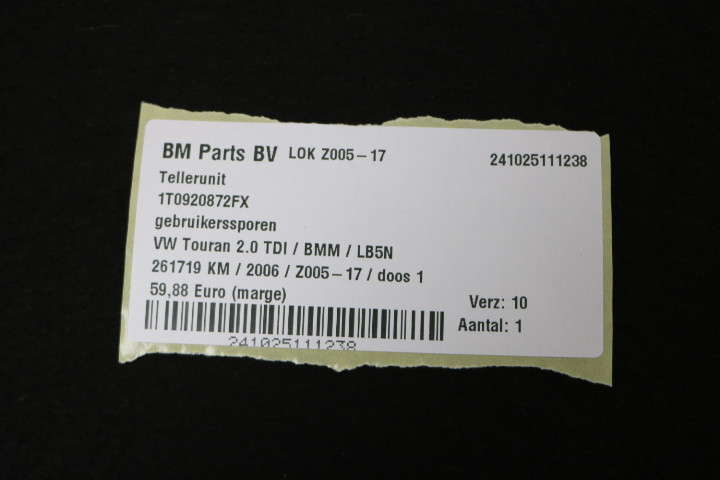 BM Parts BV LOK Z005-17 241025111238
Tellerunit
1T0920872FX
gebruikerssporen
VW Touran 2.0 TDI / BMM / LB5N
261719 KM / 2006 / Z005-17 / doos 1
59,88 Euro (marge) Verz: 10
Aantal: 1
241025111238